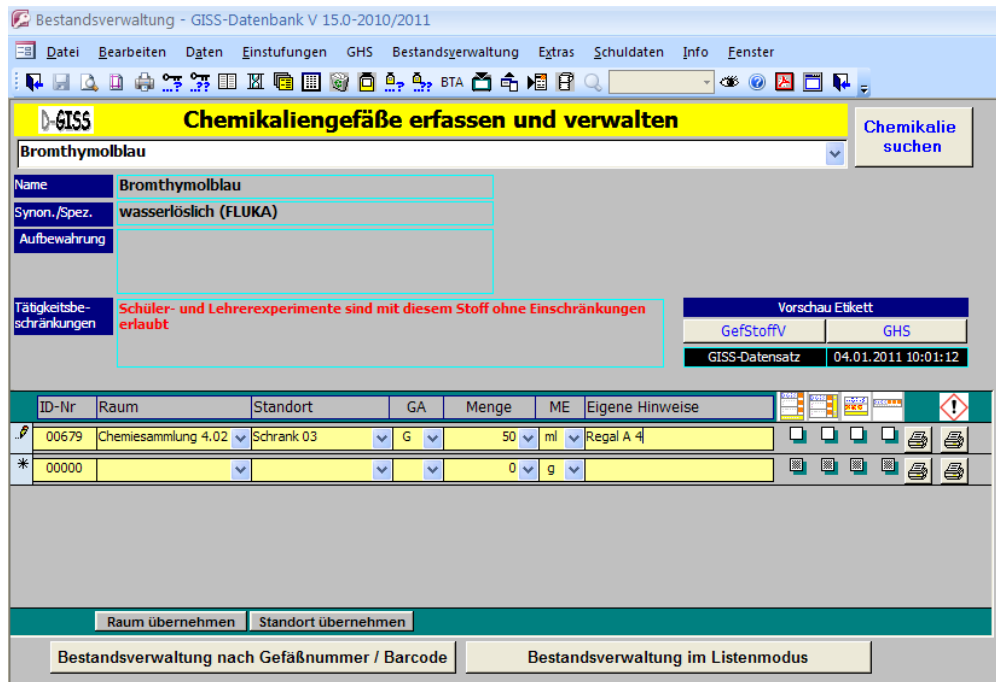 Bestandsverwaltung - GISS-Datenbank V 15.0-2010/2011
Datei Bearbeiten Daten Einstufungen GHS Bestandsverwaltung Extras Schuldaten Info Fenster
BTA
D-GISS Chemikaliengefäße erfassen und verwalten
Chemikalie suchen
Bromthymolblau
Name Bromthymolblau
Synon./Spez. wasserlöslich (FLUKA)
Aufbewahrung
Tätigkeitsbe-
schränkungen
Schüler- und Lehrerexperimente sind mit diesem Stoff ohne Einschränkungen
erlaubt
Vorschau Etikett
GefStoffV GHS
GISS-Datensatz 04.01.2011 10:01:12
ID-Nr Raum Standort GA Menge ME Eigene Hinweise
00679 Chemiesammlung 4.02 Schrank 03 G 50 ml Regal A 4
00000 0 g
Raum übernehmen Standort übernehmen
Bestandsverwaltung nach Gefäßnummer / Barcode Bestandsverwaltung im Listenmodus